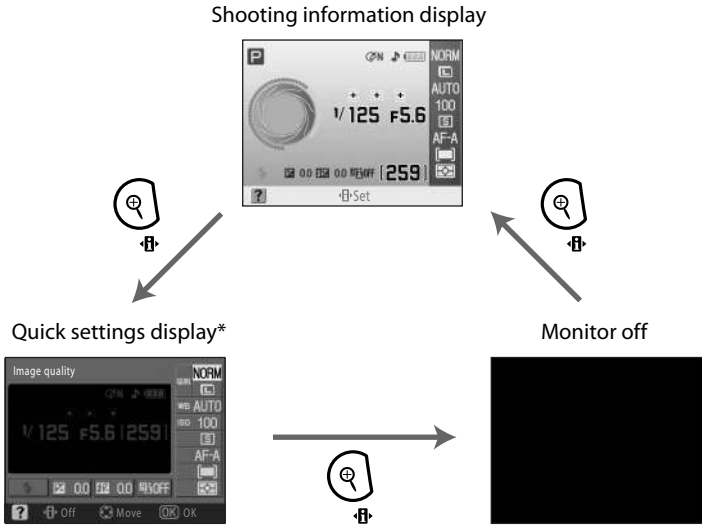 Shooting information display
P
N
NORM
L
AUTO
1/125 F5.6
100
S
AF-A
0.0 0.0 OFF [259]
? Set
Quick settings display*
Monitor off
Image quality
N
QUAL NORM
L
WB AUTO
1/125 F5.6 [259]
ISO 100
S
AF-A
0.0 0.0 OFF
? Off Move OK OK